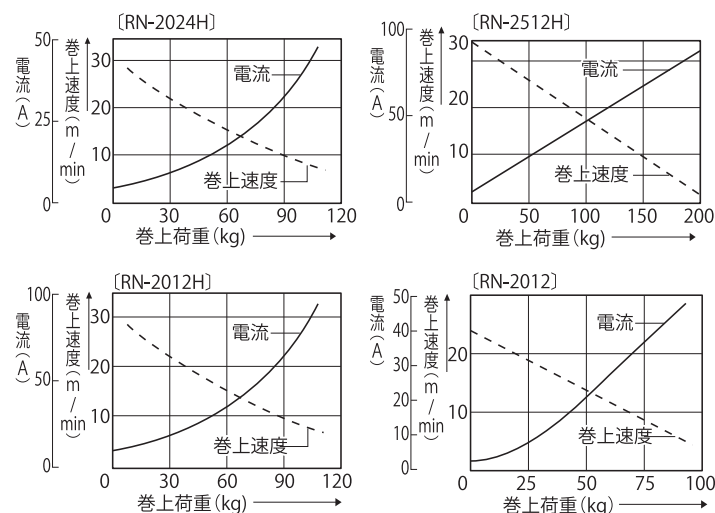 〔RN-2024H〕
電流(A)
50
25
0
巻上速度(m/min)
30
20
10
電流
巻上速度
0 30 60 90 120
巻上荷重(kg)
〔RN-2512H〕
電流(A)
100
50
0
巻上速度(m/min)
30
20
10
電流
巻上速度
0 50 100 150 200
巻上荷重(kg)
〔RN-2012H〕
電流(A)
100
50
0
巻上速度(m/min)
30
20
10
電流
巻上速度
0 30 60 90 120
巻上荷重(kg)
〔RN-2012〕
電流(A)
50
40
30
20
10
0
巻上速度(m/min)
20
10
電流
巻上速度
0 25 50 75 100
巻上荷重(kg)